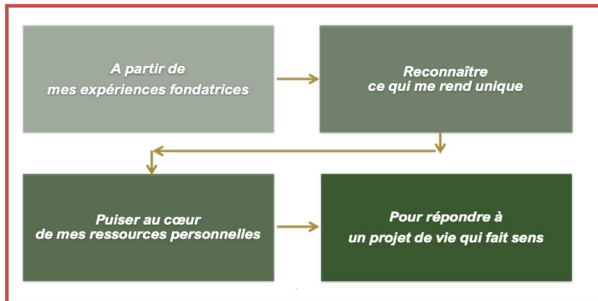 A partir de
mes expériences fondatrices
Reconnaître
ce qui me rend unique
Puiser au cœur
de mes ressources personnelles
Pour répondre à
un projet de vie qui fait sens